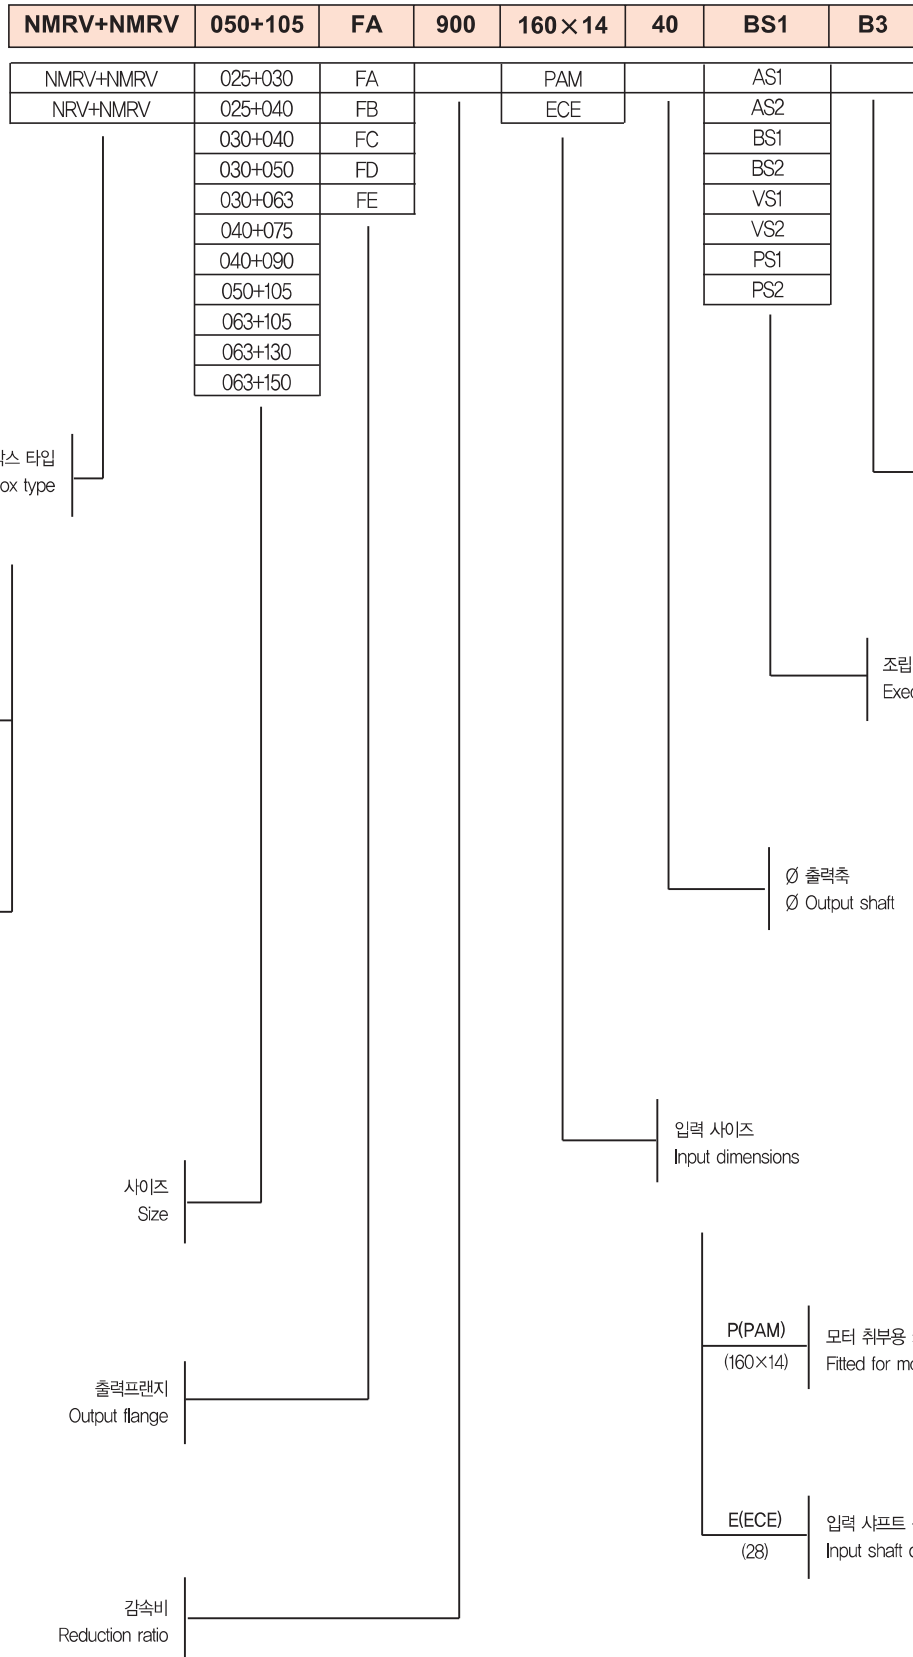 NMRV+NMRV 050+105 FA 900 160×14 40 BS1 B3
NMRV+NMRV 025+030 FA PAM AS1
NRV+NMRV 025+040 FB ECE AS2
030+040 FC BS1
030+050 FD BS2
030+063 FE VS1
040+075 VS2
040+090 PS1
050+105 PS2
063+105
063+130
063+150
타입
type
조립
Ø 출력축
Ø Output shaft
입력 사이즈
Input dimensions
사이즈
Size
P(PAM)
(160×14)
모터 취부용
Fitted for
출력프랜지
Output flange
E(ECE)
(28)
입력 샤프트
Input shaft
감속비
Reduction ratio